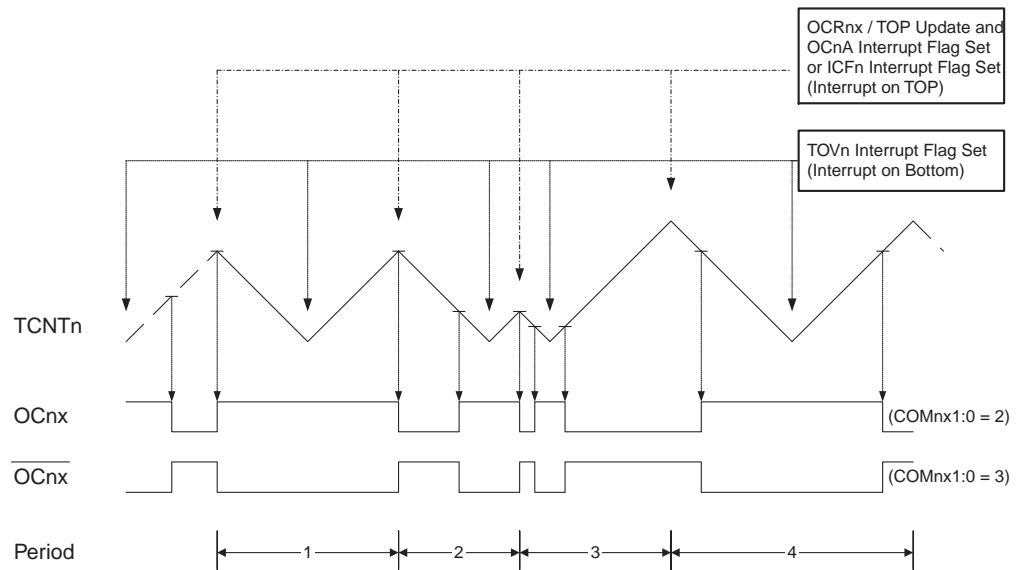 OCRnx / TOP Update and
OCnA Interrupt Flag Set
or ICFn Interrupt Flag Set
(Interrupt on TOP)
TOVn Interrupt Flag Set
(Interrupt on Bottom)
TCNTn
OCnx
(COMnx1:0 = 2)
OCnx
(COMnx1:0 = 3)
Period
1
2
3
4